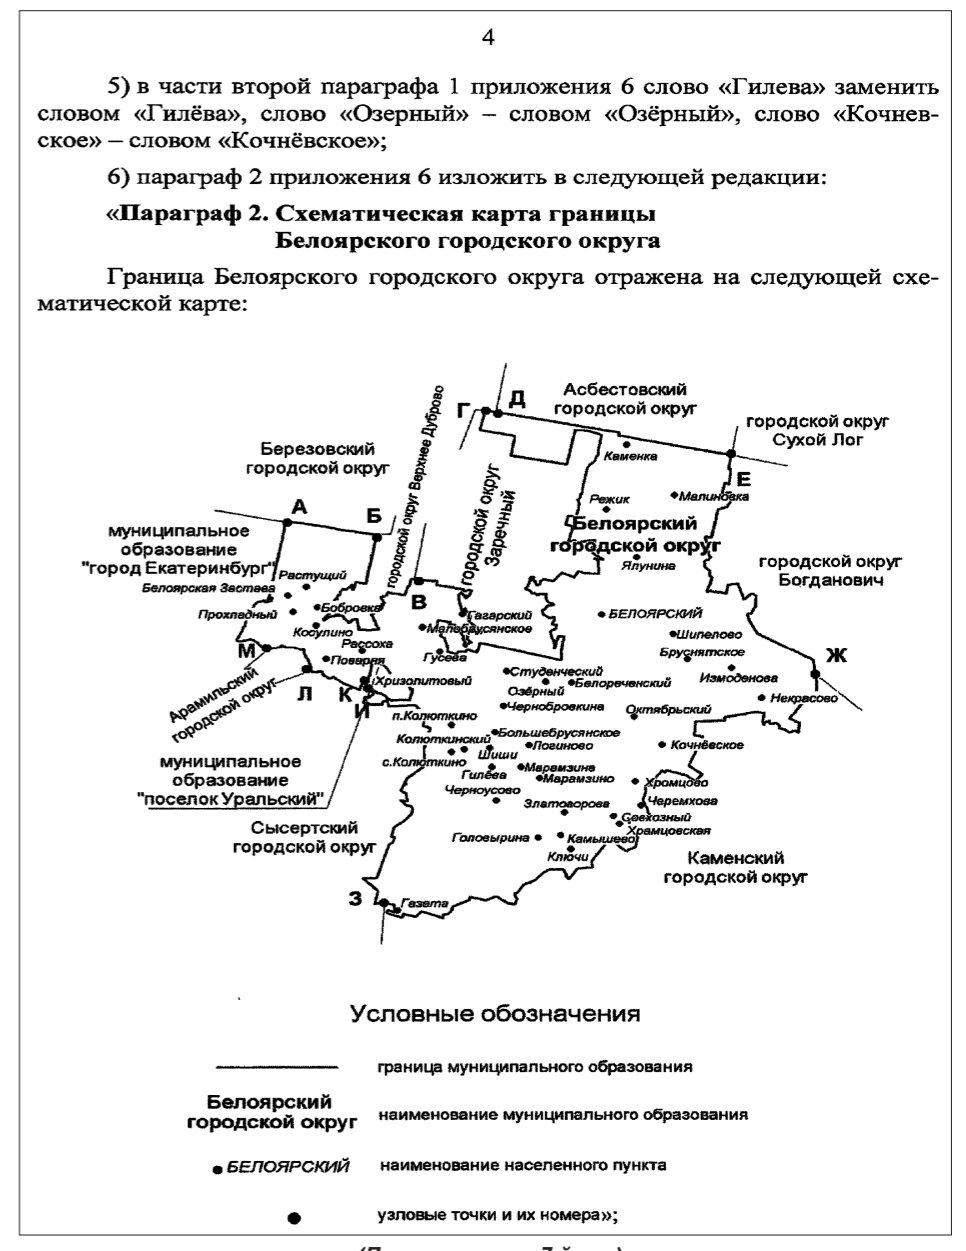 4
5) в части второй параграфа 1 приложения 6 слово «Гилева» заменить
словом «Гилёва», слово «Озерный» – словом «Озёрный», слово «Кочнев-
ское» – словом «Кочнёвское»;
6) параграф 2 приложения 6 изложить в следующей редакции:
«Параграф 2. Схематическая карта границы
Белоярского городского округа
Граница Белоярского городского округа отражена на следующей схе-
матической карте:
Г
Д
Асбестовский
городской округ
городской округ
Сухой Лог
Березовский
городской округ
городской округ Верхнее Дуброво
Каменка
Е
городской округ
Заречный
Режик
Малиновка
А
Б
Белоярский
городской округ
муниципальное
образование
"город Екатеринбург"
Ялунина
городской округ
Богданович
Растущий
Белоярская Застава
В
Прохладный
Бобровка
Гагарский
БЕЛОЯРСКИЙ
Косулино
Малобрусянское
Шипелово
М
Рассоха
Поварня
Гусева
Бруснятское
Ж
Арамильский
городской округ
Л
К
И
Хризолитовый
Студенческий
Озёрный
Белореченский
Измоденова
Некрасово
Чернобровкина
Октябрьский
п.Колюткино
Большебрусянское
Колюткинский
Логиново
Кочнёвское
Шиши
с.Колюткино
Марамзина
Гилёва
Марамзино
Хромцово
муниципальное
образование
"поселок Уральский"
Черноусово
Златогорова
Черемхова
Совхозный
Храмцовская
Сысертский
городской округ
Головырина
Камышево
Ключи
Каменский
городской округ
З
Газета
Условные обозначения
граница муниципального образования
Белоярский
городской округ
наименование муниципального образования
БЕЛОЯРСКИЙ
наименование населенного пункта
узловые точки и их номера»;